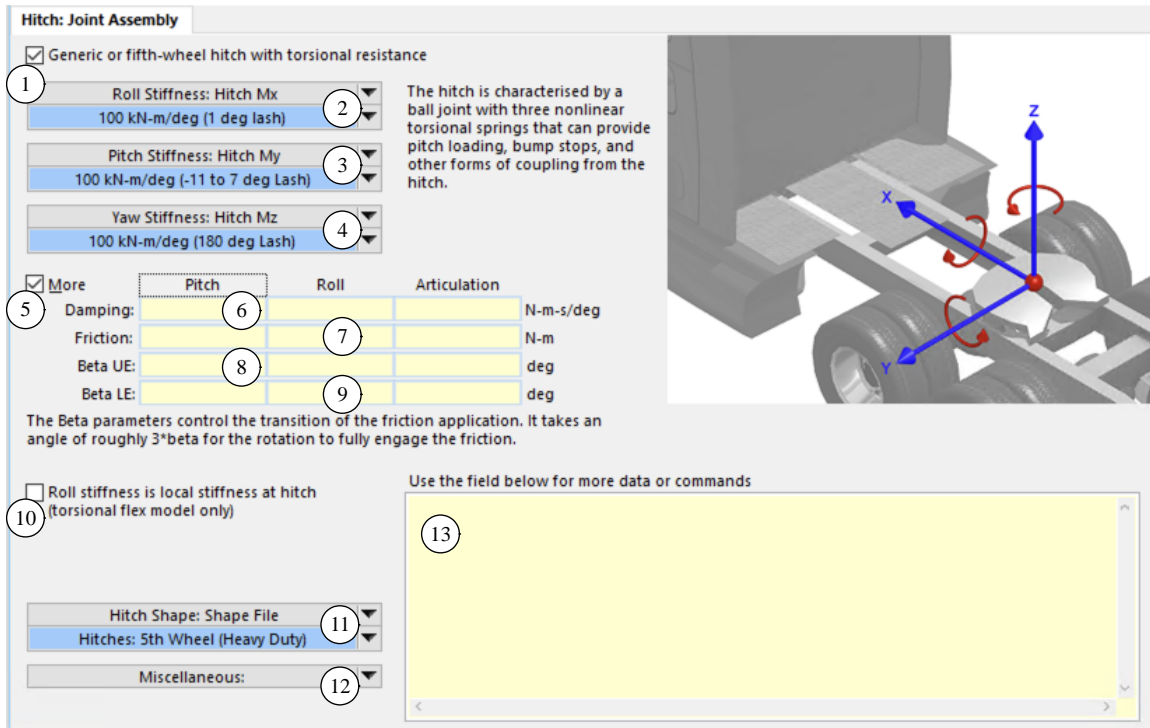 Hitch: Joint Assembly
Generic or fifth-wheel hitch with torsional resistance
1
Roll Stiffness: Hitch Mx
2
100 kN-m/deg (1 deg lash)
Pitch Stiffness: Hitch My
3
100 kN-m/deg (-11 to 7 deg Lash)
Yaw Stiffness: Hitch Mz
4
100 kN-m/deg (180 deg Lash)
The hitch is characterised by a
ball joint with three nonlinear
torsional springs that can provide
pitch loading, bump stops, and
other forms of coupling from the
hitch.
Z
X
Y
More Pitch Roll Articulation
5 Damping: 6 N-m-s/deg
Friction: 7 N-m
Beta UE: 8 deg
Beta LE: 9 deg
The Beta parameters control the transition of the friction application. It takes an
angle of roughly 3*beta for the rotation to fully engage the friction.
Roll stiffness is local stiffness at hitch
10 (torsional flex model only)
Use the field below for more data or commands
13
Hitch Shape: Shape File
11
Hitches: 5th Wheel (Heavy Duty)
Miscellaneous:
12